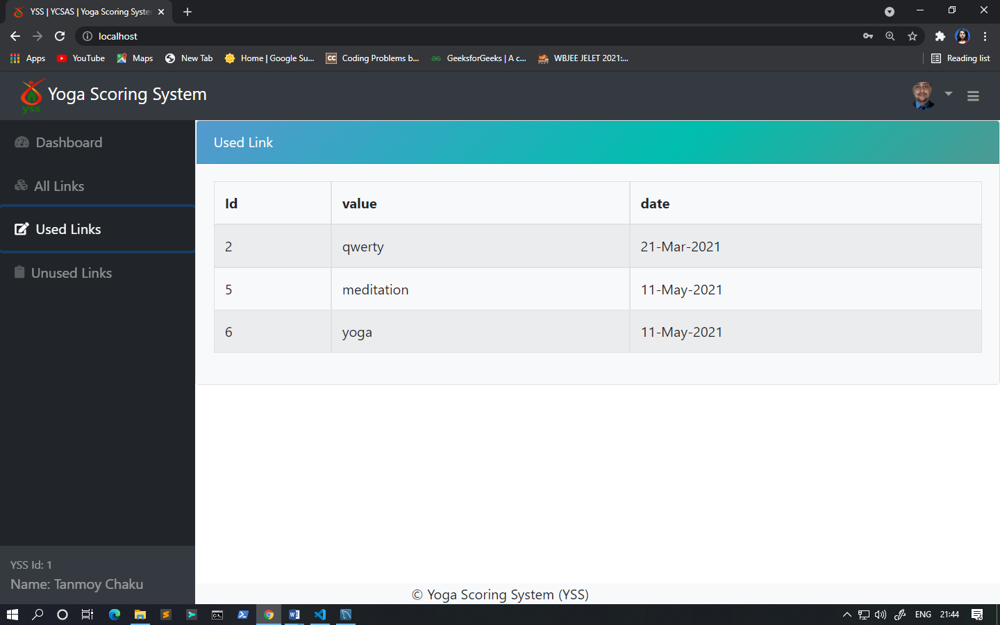 YSS | YCSAS | Yoga Scoring Syste
localhost
Apps YouTube Maps New Tab Home | Google Su... CC Coding Problems b... GeeksforGeeks | A c... WBJEE JELET 2021:... Reading list
yss Yoga Scoring System
Dashboard
All Links
Used Links
Unused Links
YSS Id: 1
Name: Tanmoy Chaku
Used Link
Id value date
2 qwerty 21-Mar-2021
5 meditation 11-May-2021
6 yoga 11-May-2021
© Yoga Scoring System (YSS)
ENG 21:44